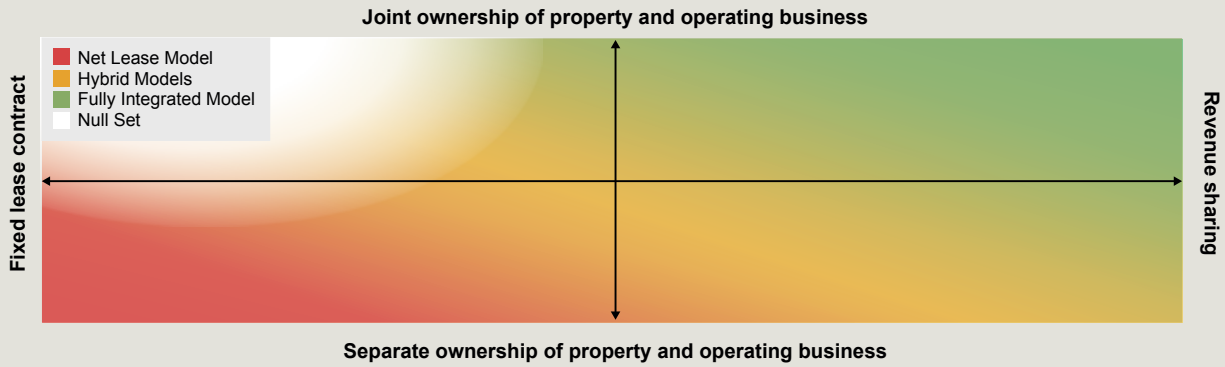 Joint ownership of property and operating business
Net Lease Model
Hybrid Models
Fully Integrated Model
Null Set
Fixed lease contract
Revenue sharing
Separate ownership of property and operating business